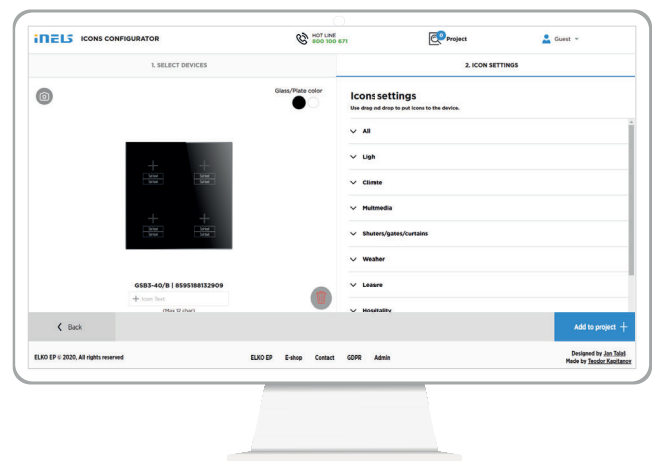 iNELS ICONS CONFIGURATOR
HOT LINE
800 100 671
0 Project
Guest
1. SELECT DEVICES
2. ICON SETTINGS
Glass/Plate color
Icons settings
Use drag nd drop to put icons to the device.
All
Ligh
Climte
Multmedia
Shuters/gates/curtains
Weaher
Leasre
Hospitality
GSB3-40/B | 8595188132909
+ Icon Text
(Max 12 char)
Back
Add to project +
ELKO EP © 2020, All rights reserved
ELKO EP E-shop Contact GDPR Admin
Designed by Jan Talaš
Made by Teodor Kapitanov